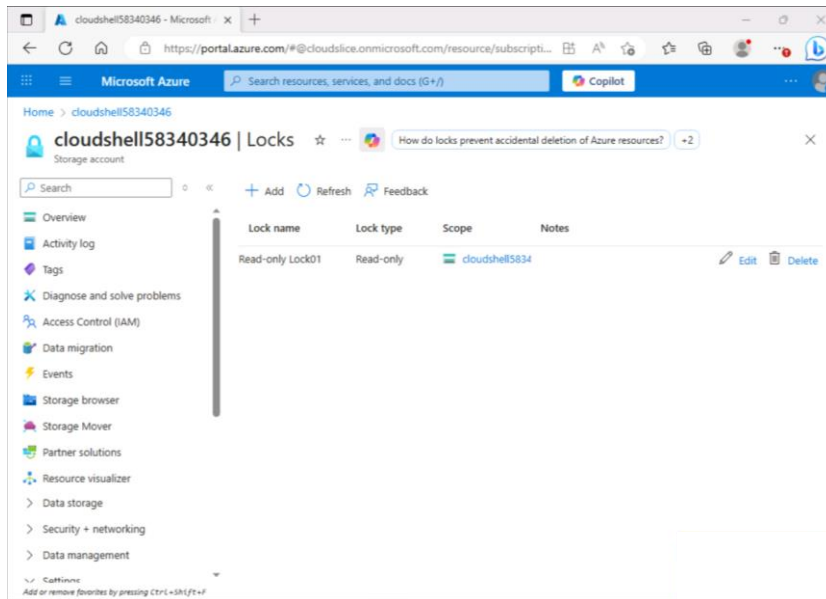 cloudshell58340346 - Microsoft
https://portal.azure.com/#@cloudslice.onmicrosoft.com/resource/subscripti...
Microsoft Azure
Search resources, services, and docs (G+/)
Copilot
Home > cloudshell58340346
cloudshell58340346 | Locks
How do locks prevent accidental deletion of Azure resources?
+2
Storage account
Search
Add
Refresh
Feedback
Overview
Activity log
Tags
Diagnose and solve problems
Access Control (IAM)
Data migration
Events
Storage browser
Storage Mover
Partner solutions
Resource visualizer
Data storage
Security + networking
Data management
Settings
Add or remove favorites by pressing Ctrl+Shift+F
Lock name Lock type Scope Notes
Read-only Lock01 Read-only cloudshell5834 Edit Delete